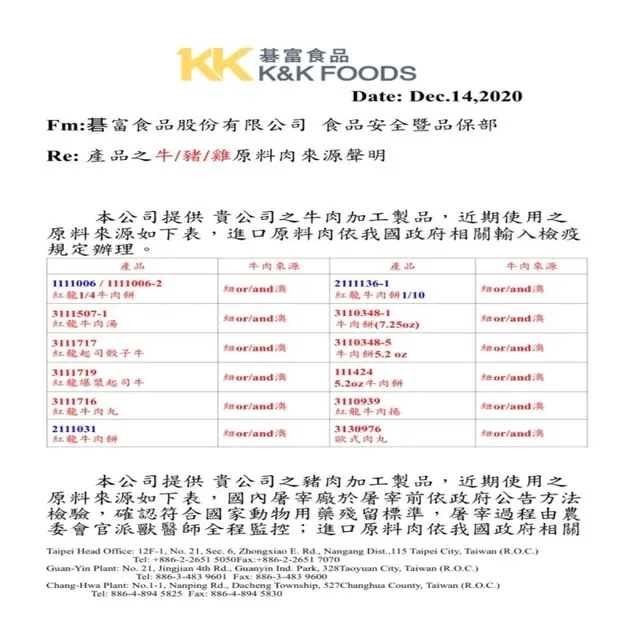 KK 碁富食品
K&K FOODS
Date: Dec.14,2020
Fm:碁富食品股份有限公司 食品安全暨品保部
Re: 產品之牛/豬/雞原料肉來源聲明
本公司提供 貴公司之牛肉加工製品，近期使用之
原料來源如下表，進口原料肉依我國政府相關輸入檢疫
規定辦理。
產品 牛肉來源 產品 牛肉來源
1111006 / 1111006-2 紐or/and澳 2111136-1 紐or/and澳
紅龍1/4牛肉餅 紅龍牛肉餅1/10
3111507-1 紐or/and澳 3110348-1 紐or/and澳
紅龍牛肉湯 牛肉餅(7.25oz)
3111717 紐or/and澳 3110348-5 紐or/and澳
紅龍起司骰子牛 牛肉餅5.2 oz
3111719 紐or/and澳 111424 紐or/and澳
紅龍爆漿起司牛 5.2oz牛肉餅
3111716 紐or/and澳 3110939 紐or/and澳
紅龍牛肉丸 紅龍牛肉捲
2111031 紐or/and澳 3130976 紐or/and澳
紅龍牛肉餅 歐式肉丸
本公司提供 貴公司之豬肉加工製品，近期使用之
原料來源如下表，國內屠宰廠於屠宰前依政府公告方法
檢驗，確認符合國家動物用藥殘留標準，屠宰過程由農
委會官派獸醫師全程監控；進口原料肉依我國政府相關
Taipei Head Office: 12F-1, No. 21, Sec. 6, Zhongxiao E. Rd., Nangang Dist.,115 Taipei City, Taiwan (R.O.C.)
Tel: +886-2-2651 5050Fax:+886-2-2651 7070
Guan-Yin Plant: No. 21, Jingjian 4th Rd., Guanyin Ind. Park, 328Taoyuan City, Taiwan (R.O.C.)
Tel: 886-3-483 9601 Fax: 886-3-483 9600
Chang-Hwa Plant: No.1-1, Nanping Rd., Dacheng Township, 527Changhua County, Taiwan (R.O.C.)
Tel: 886-4-894 5825 Fax: 886-4-894 5830